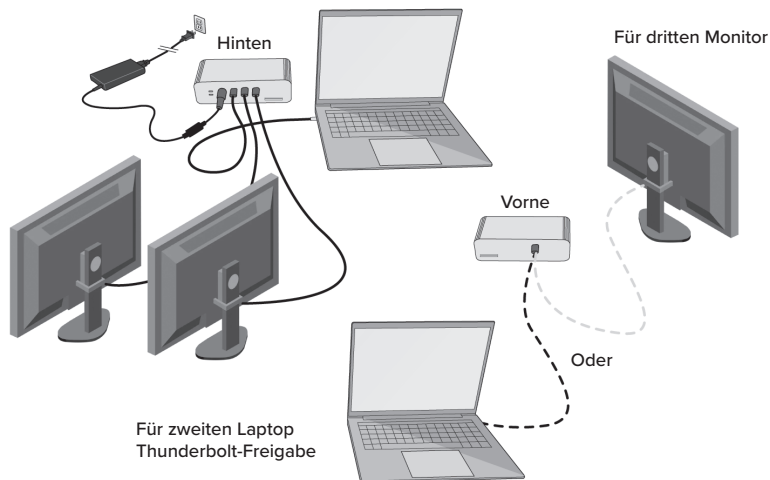 Hinten
Für dritten Monitor
Vorne
Oder
Für zweiten Laptop
Thunderbolt-Freigabe